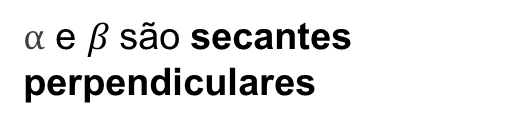 α e β são secantes
perpendiculares